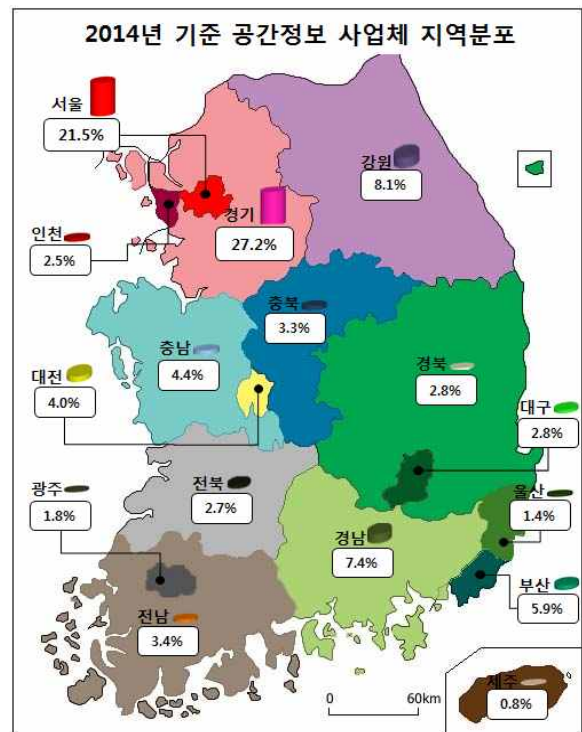 2014년 기준 공간정보 사업체 지역분포
서울
21.5%
강원
8.1%
경기
27.2%
인천
2.5%
충북
3.3%
충남
4.4%
경북
2.8%
대전
4.0%
대구
2.8%
광주
1.8%
전북
2.7%
울산
1.4%
경남
7.4%
부산
5.9%
전남
3.4%
제주
0.8%
0 60km